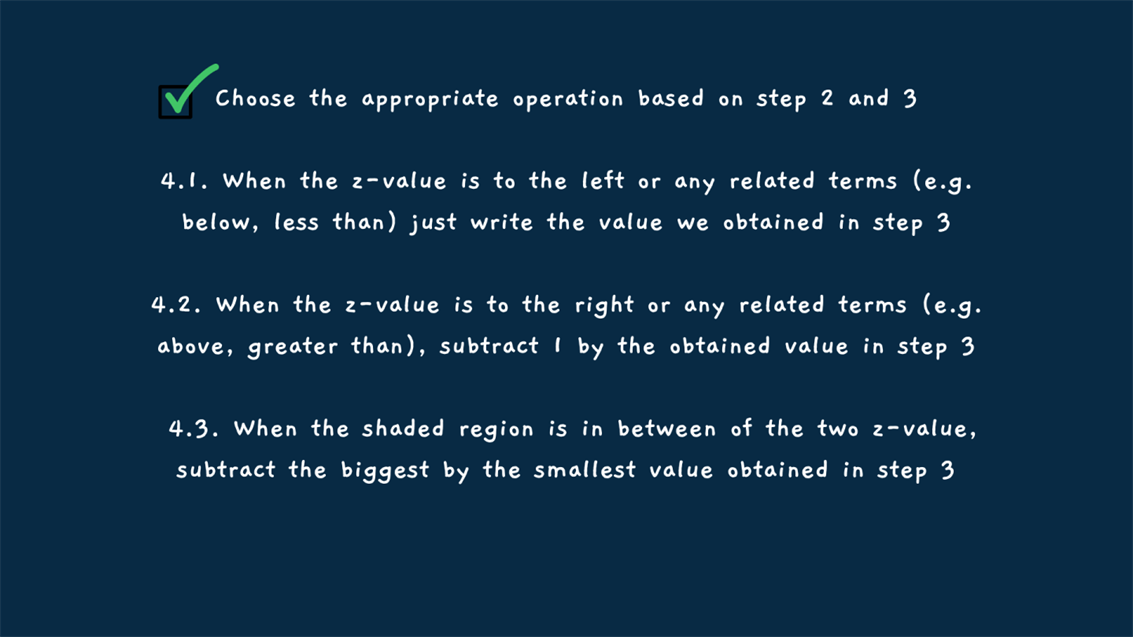 Choose the appropriate operation based on step 2 and 3
4.1. When the z-value is to the left or any related terms (e.g.
below, less than) just write the value we obtained in step 3
4.2. When the z-value is to the right or any related terms (e.g.
above, greater than), subtract 1 by the obtained value in step 3
4.3. When the shaded region is in between of the two z-value,
subtract the biggest by the smallest value obtained in step 3